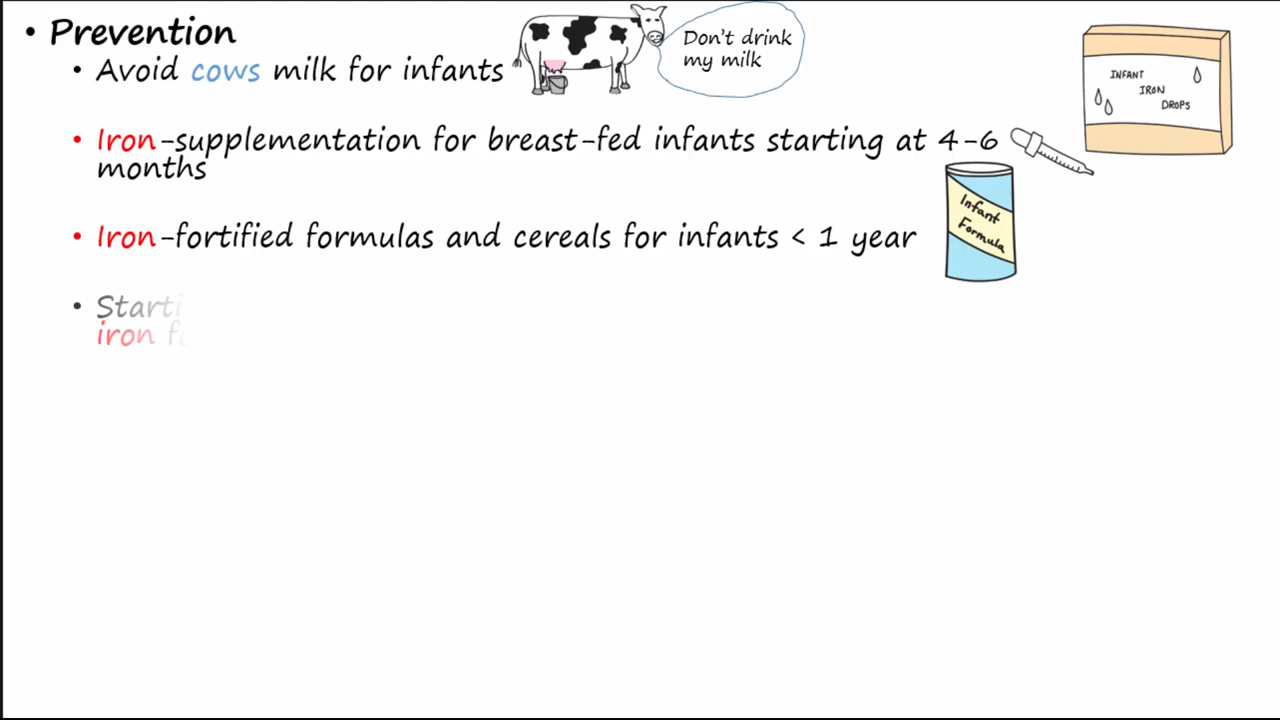 • Prevention
• Avoid cows milk for infants
Don't drink
my milk
INFANT
IRON
DROPS
• Iron-supplementation for breast-fed infants starting at 4-6
months
Infant
Formula
• Iron-fortified formulas and cereals for infants < 1 year
•
iron